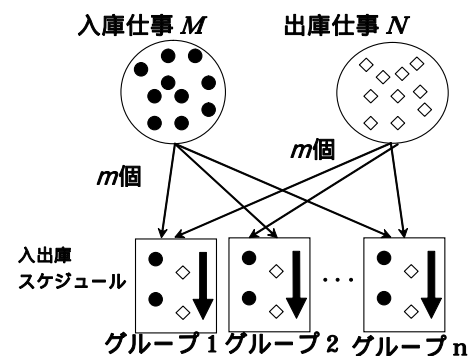 入庫仕事 M 出庫仕事 N
m個 m個
入出庫
スケジュール
・・・
グループ 1 グループ 2 グループ n